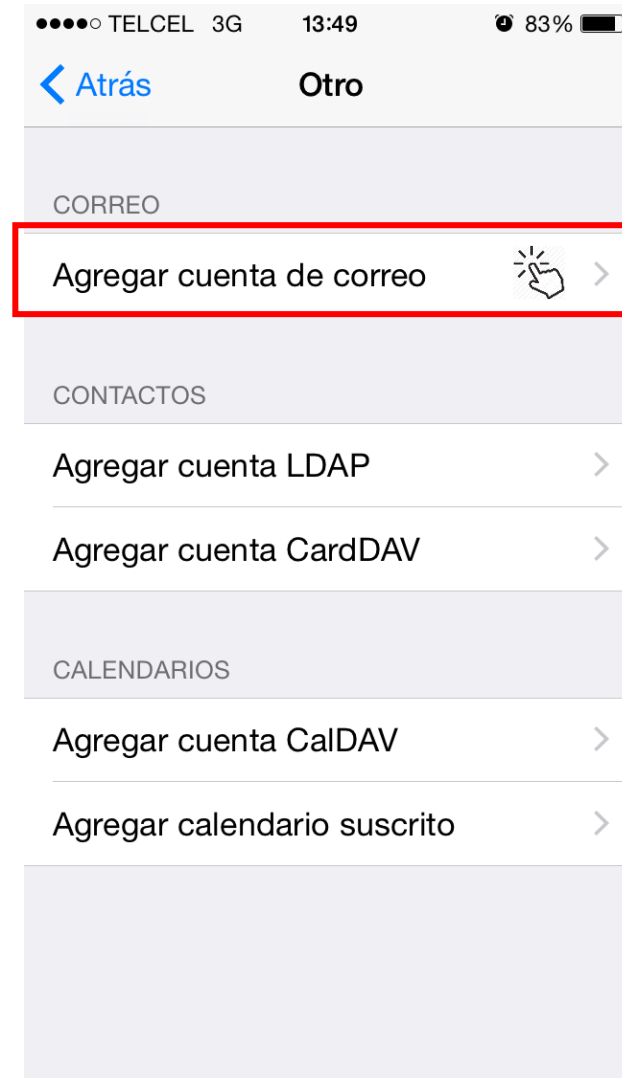 TELCEL 3G 13:49 83%
Atrás Otro
CORREO
Agregar cuenta de correo
CONTACTOS
Agregar cuenta LDAP
Agregar cuenta CardDAV
CALENDARIOS
Agregar cuenta CalDAV
Agregar calendario suscrito